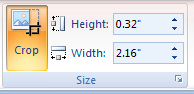 Height: 0.32"
Crop
Width: 2.16"
Size